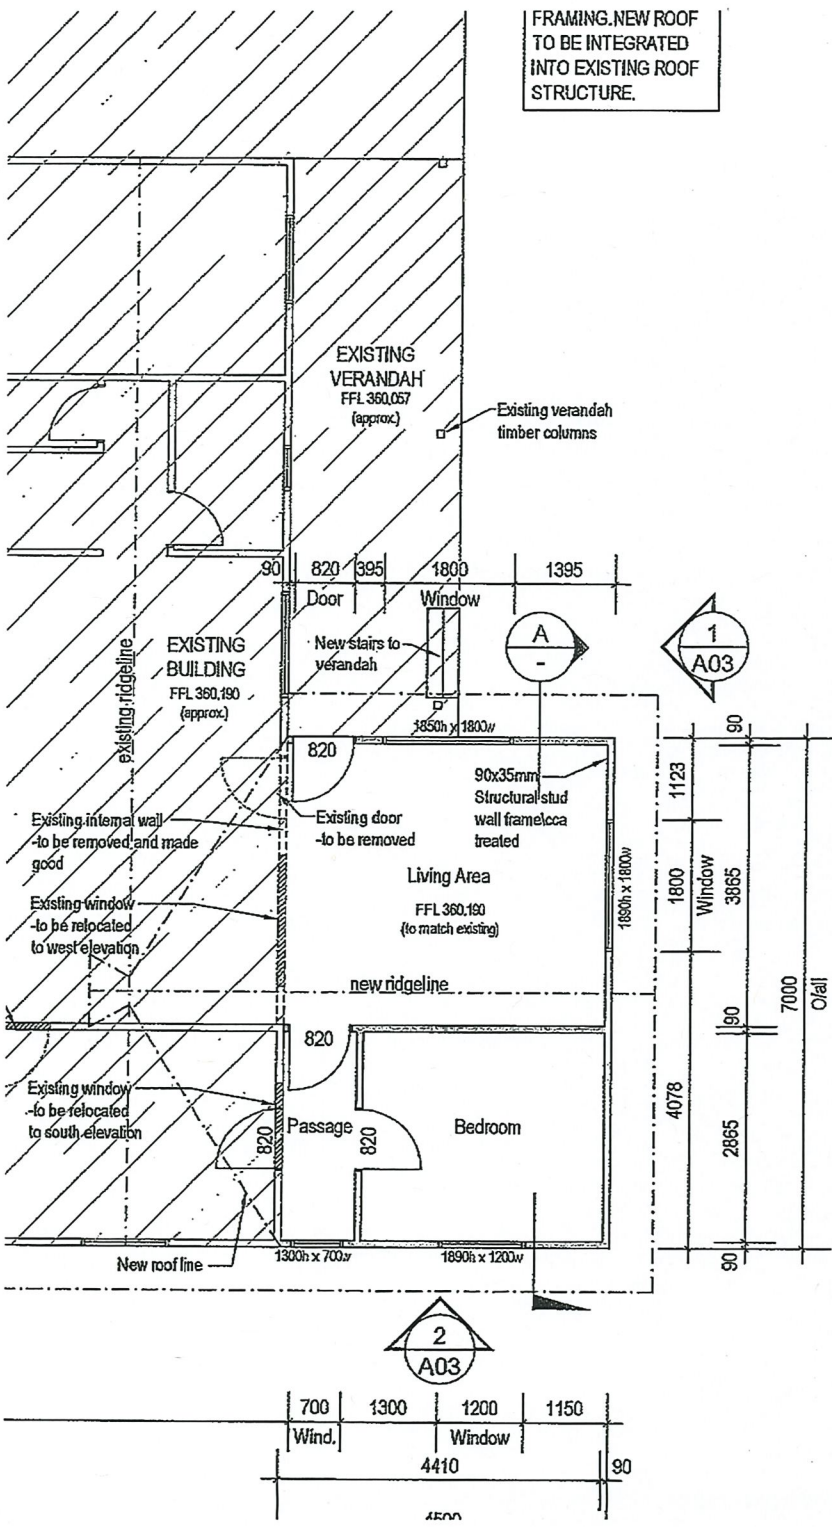 FRAMING.NEW ROOF
TO BE INTEGRATED
INTO EXISTING ROOF
STRUCTURE.
EXISTING
VERANDAH
FFL 360,057
(approx.)
Existing verandah
timber columns
90
820
395
1800
1395
Door
Window
existing ridgeline
EXISTING
BUILDING
FFL 360,190
(approx.)
New stairs to
verandah
A
-
1
A03
1850h x 1800w
820
90x35mm
Structural stud
wall frame\cca
treated
90
1123
Existing internal wall
-to be removed and made
good
Existing door
-to be removed
Living Area
FFL 360,190
(to match existing)
1890h x 1800w
1800
Window
3865
Existing window
-to be relocated
to west elevation
new ridgeline
7000
O/all
90
820
4078
Existing window
-to be relocated
to south elevation
820
Passage
820
Bedroom
2865
New roof line
1300h x 700w
1890h x 1200w
90
2
A03
700
1300
1200
1150
Wind.
Window
4410
90
4500